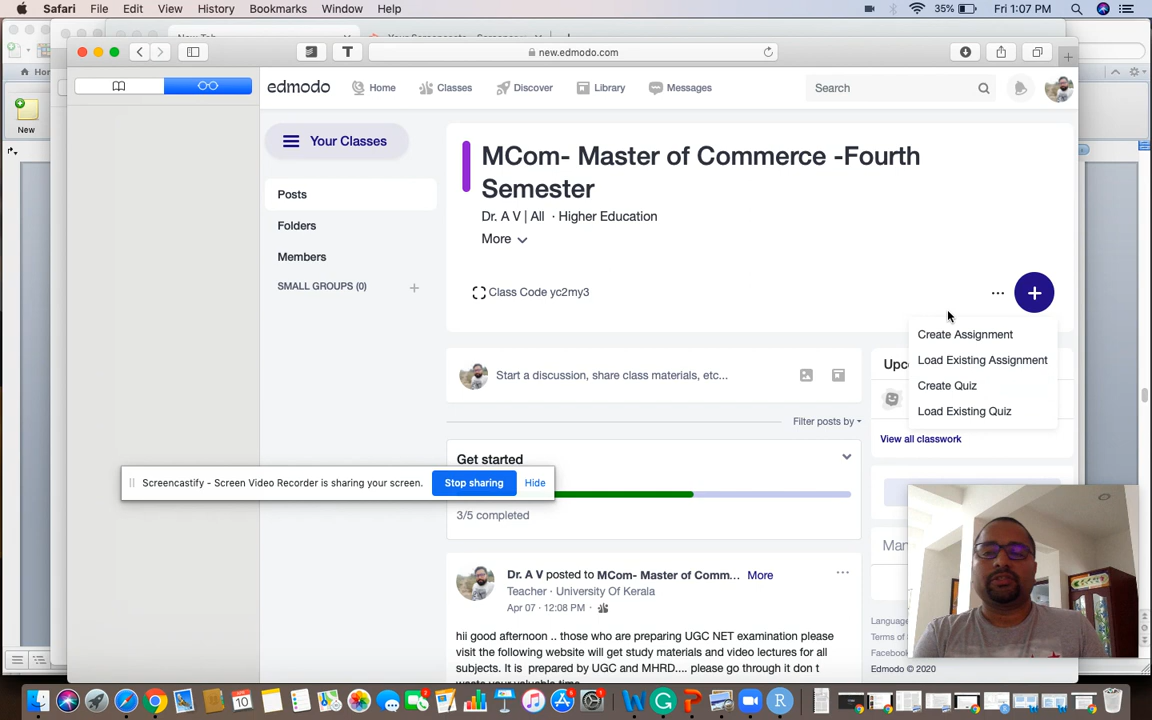 Safari File Edit View History Bookmarks Window Help
35% Fri 1:07 PM
New Tab
new.edmodo.com
New
edmodo Home Classes Discover Library Messages Search
Your Classes
Posts
Folders
Members
SMALL GROUPS (0) +
MCom- Master of Commerce -Fourth
Semester
Dr. A V | All · Higher Education
More
Class Code yc2my3
Create Assignment
Load Existing Assignment
Create Quiz
Load Existing Quiz
Start a discussion, share class materials, etc...
View all classwork
Filter posts by
Get started
Screencastify - Screen Video Recorder is sharing your screen. Stop sharing Hide
3/5 completed
Dr. A V posted to MCom- Master of Comm... More
Teacher · University Of Kerala
Apr 07 · 12:08 PM ·
hii good afternoon .. those who are preparing UGC NET examination please
visit the following website will get study materials and video lectures for all
subjects. It is prepared by UGC and MHRD.... please go through it don t
Language
Terms of
Facebook
Edmodo © 2020